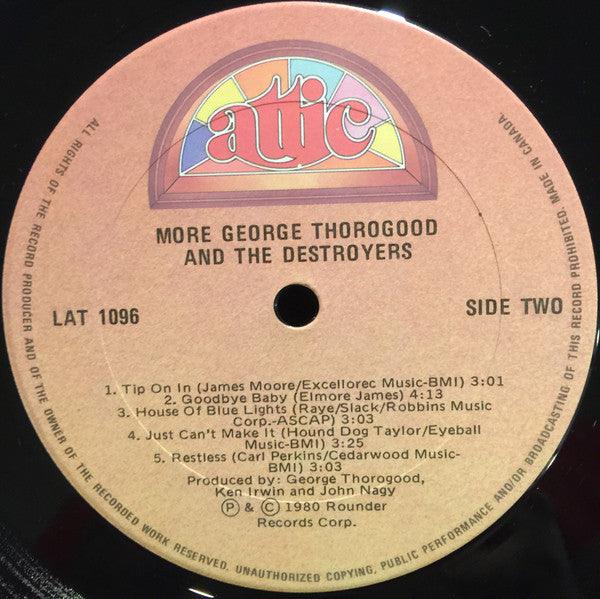 attic
MORE GEORGE THOROGOOD
AND THE DESTROYERS
LAT 1096
SIDE TWO
1. Tip On In (James Moore/Excellorec Music-BMI) 3:01
2. Goodbye Baby (Elmore James) 4:13
3. House Of Blue Lights (Raye/Slack/Robbins Music
Corp.-ASCAP) 3:03
4. Just Can't Make It (Hound Dog Taylor/Eyeball
Music-BMI) 3:25
5. Restless (Carl Perkins/Cedarwood Music-
BMI) 3:03
Produced by: George Thorogood,
Ken Irwin and John Nagy
Ⓟ & Ⓒ 1980 Rounder
Records Corp.
ALL RIGHTS OF THE RECORD PRODUCER AND OF THE OWNER OF THE RECORDED WORK RESERVED. UNAUTHORIZED COPYING, PUBLIC PERFORMANCE AND/OR BROADCASTING OF THIS RECORD PROHIBITED. MADE IN CANADA.